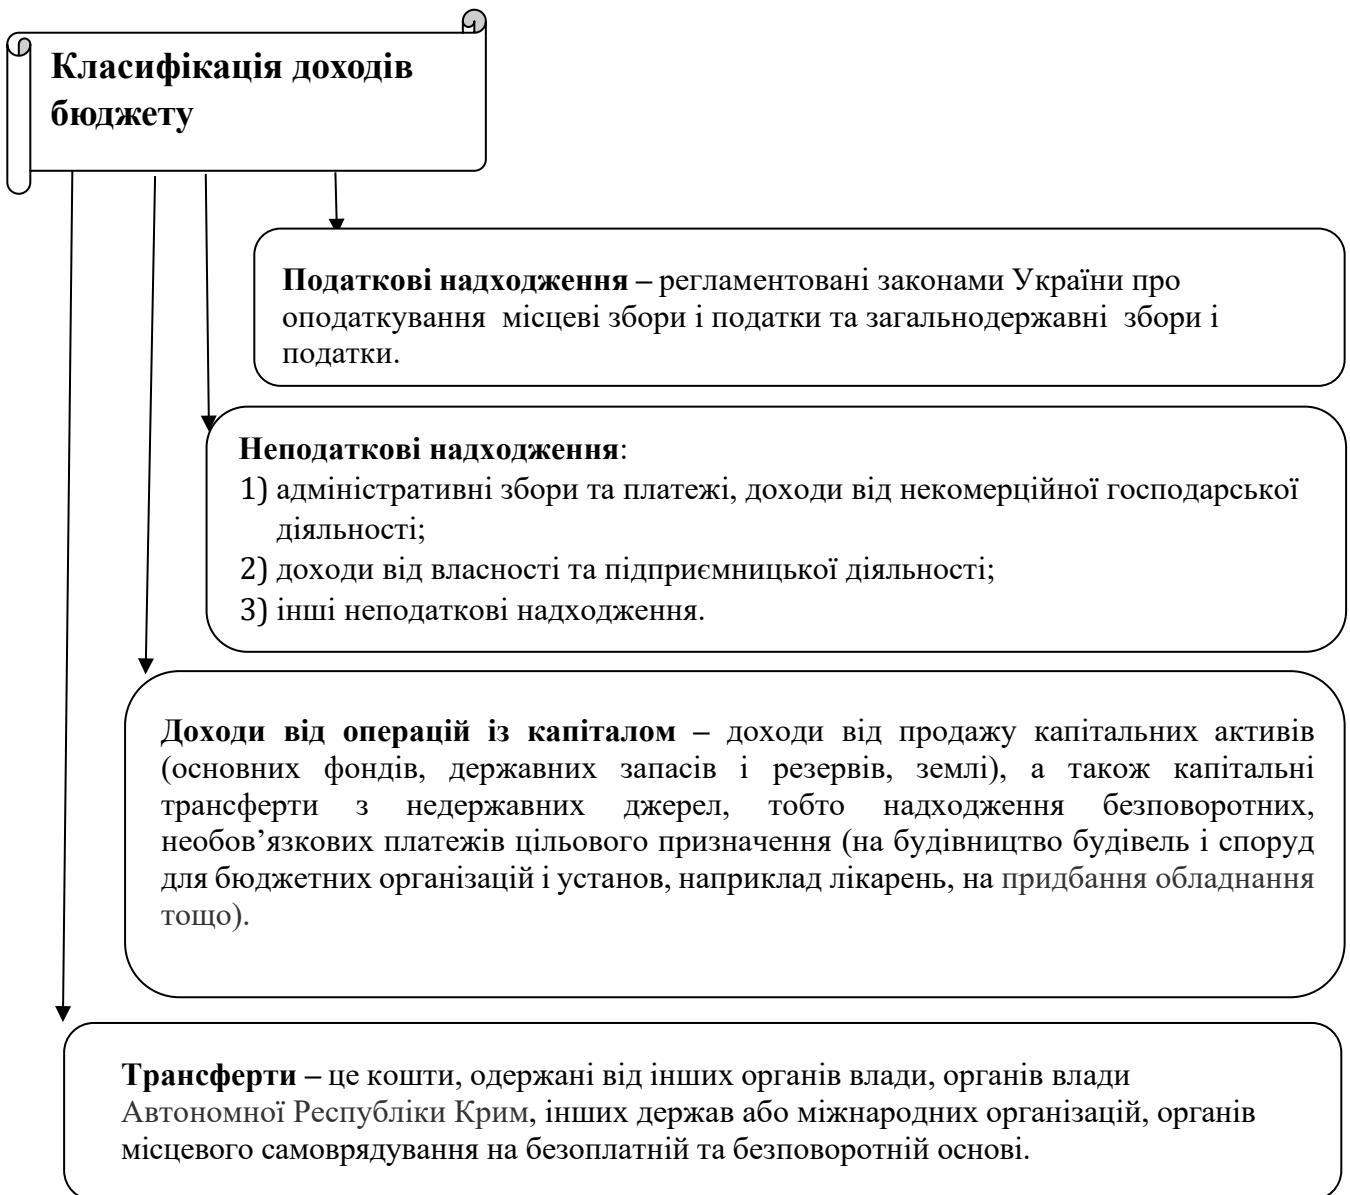 Класифікація доходів
бюджету
Податкові надходження – регламентовані законами України про
оподаткування місцеві збори і податки та загальнодержавні збори і
податки.
Неподаткові надходження:
1) адміністративні збори та платежі, доходи від некомерційної господарської
діяльності;
2) доходи від власності та підприємницької діяльності;
3) інші неподаткові надходження.
Доходи від операцій із капіталом – доходи від продажу капітальних активів
(основних фондів, державних запасів і резервів, землі), а також капітальні
трансферти з недержавних джерел, тобто надходження безповоротних,
необов’язкових платежів цільового призначення (на будівництво будівель і споруд
для бюджетних організацій і установ, наприклад лікарень, на придбання обладнання
тощо).
Трансферти – це кошти, одержані від інших органів влади, органів влади
Автономної Республіки Крим, інших держав або міжнародних організацій, органів
місцевого самоврядування на безоплатній та безповоротній основі.